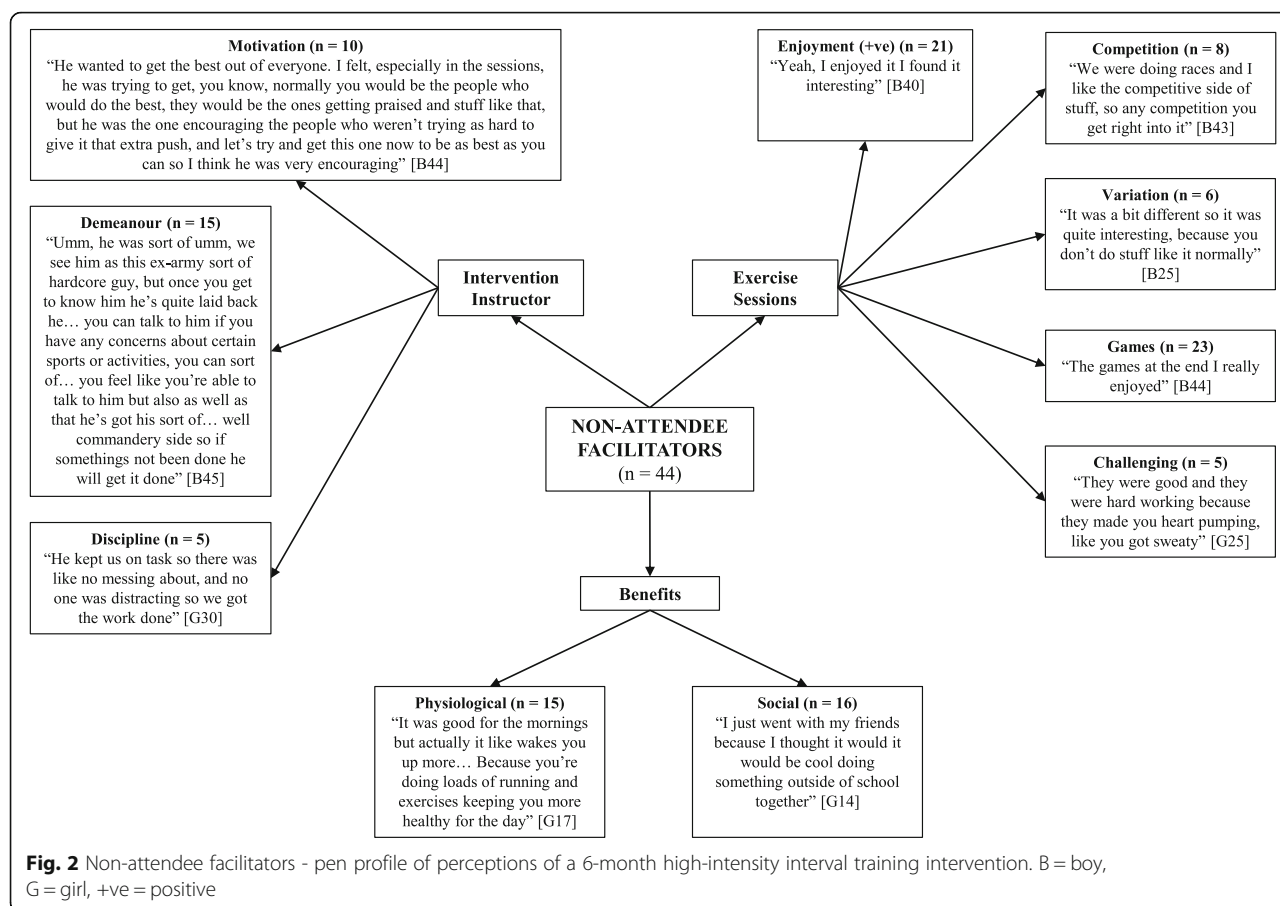 Motivation (n = 10)
“He wanted to get the best out of everyone. I felt, especially in the sessions,
he was trying to get, you know, normally you would be the people who
would do the best, they would be the ones getting praised and stuff like that,
but he was the one encouraging the people who weren’t trying as hard to
give it that extra push, and let’s try and get this one now to be as best as you
can so I think he was very encouraging” [B44]
Demeanour (n = 15)
“Umm, he was sort of umm, we
see him as this ex-army sort of
hardcore guy, but once you get
to know him he’s quite laid back
he… you can talk to him if you
have any concerns about certain
sports or activities, you can sort
of… you feel like you’re able to
talk to him but also as well as
that he’s got his sort of… well
commandery side so if
somethings not been done he
will get it done” [B45]
Discipline (n = 5)
“He kept us on task so there was
like no messing about, and no
one was distracting so we got
the work done” [G30]
Intervention
Instructor
Enjoyment (+ve) (n = 21)
“Yeah, I enjoyed it I found it
interesting” [B40]
Exercise
Sessions
Competition (n = 8)
“We were doing races and I
like the competitive side of
stuff, so any competition you
get right into it” [B43]
Variation (n = 6)
“It was a bit different so it was
quite interesting, because you
don’t do stuff like it normally”
[B25]
Games (n = 23)
“The games at the end I really
enjoyed” [B44]
Challenging (n = 5)
“They were good and they
were hard working because
they made you heart pumping,
like you got sweaty” [G25]
NON-ATTENDEE
FACILITATORS
(n = 44)
Benefits
Physiological (n = 15)
“It was good for the mornings
but actually it like wakes you
up more… Because you’re
doing loads of running and
exercises keeping you more
healthy for the day” [G17]
Social (n = 16)
“I just went with my friends
because I thought it would it
would be cool doing
something outside of school
together” [G14]
Fig. 2 Non-attendee facilitators - pen profile of perceptions of a 6-month high-intensity interval training intervention. B = boy,
G = girl, +ve = positive